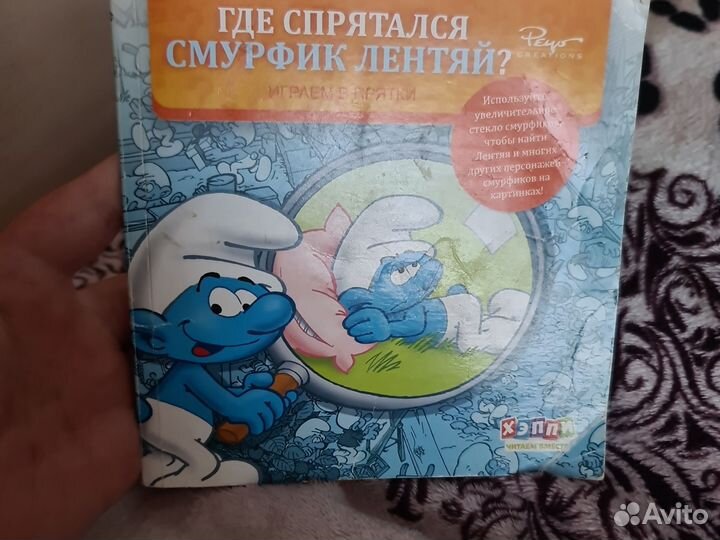 ГДЕ СПРЯТАЛСЯ
СМУРФИК ЛЕНТЯЙ?
ИГРАЕМ В ПРЯТКИ
Peyo
CREATIONS
Используйте
увеличительное
стекло смурфиков,
чтобы найти
Лентяя и многих
других персонажей
смурфиков на
картинках!
ХЭППИ
ЧИТАЕМ ВМЕСТЕ
Avito